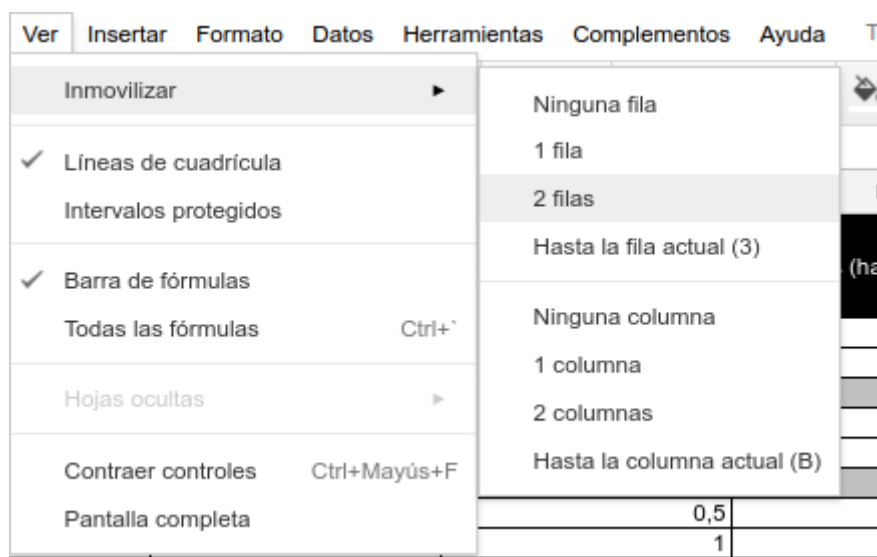 Ver Insertar Formato Datos Herramientas Complementos Ayuda
Inmovilizar
Líneas de cuadrícula
Intervalos protegidos
Barra de fórmulas
Todas las fórmulas Ctrl+`
Hojas ocultas
Contraer controles Ctrl+Mayús+F
Pantalla completa
Ninguna fila
1 fila
2 filas
Hasta la fila actual (3)
Ninguna columna
1 columna
2 columnas
Hasta la columna actual (B)
0,5
1